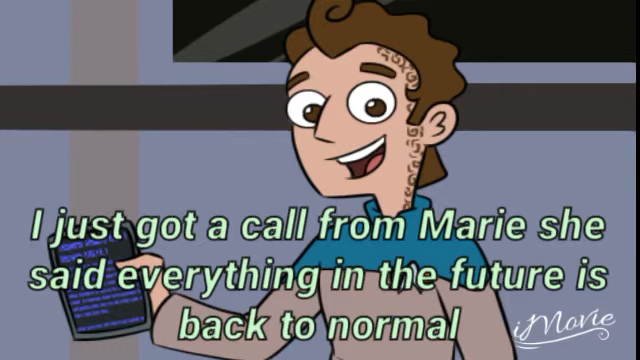 I just got a call from Marie she
said everything in the future is
back to normal
iMovie